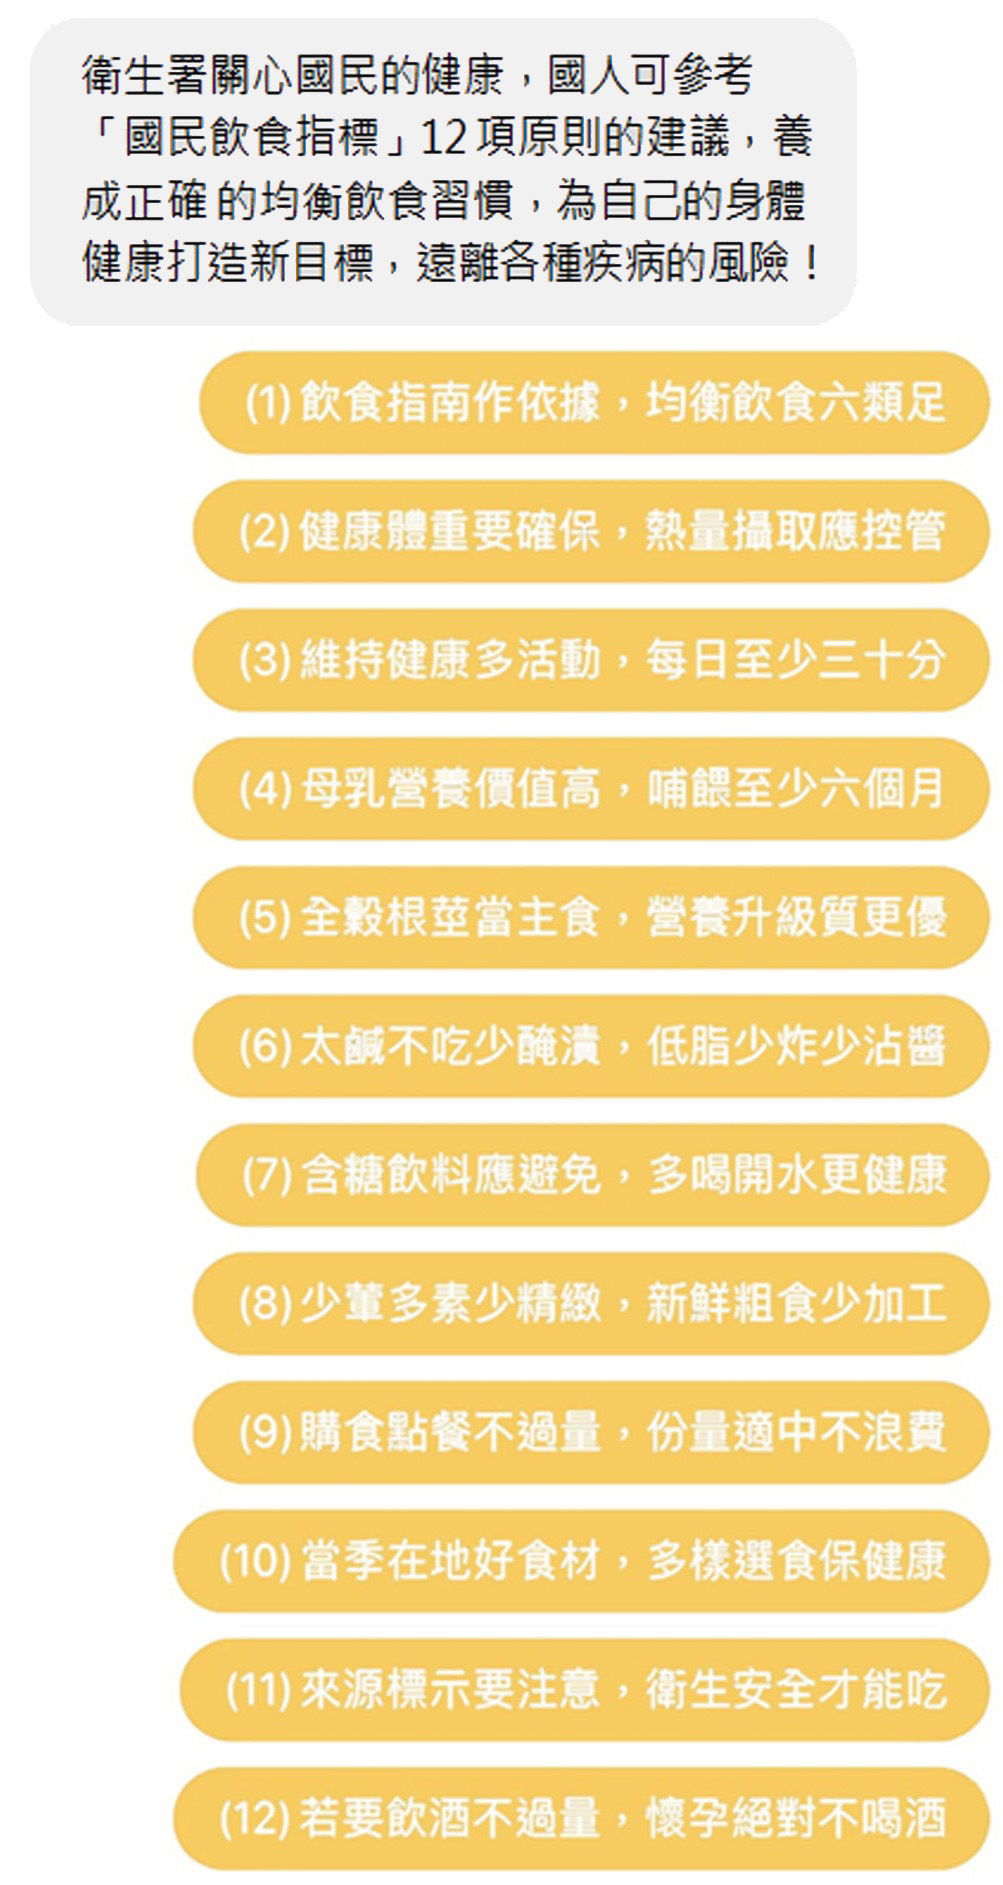 衛生署關心國民的健康，國人可參考
「國民飲食指標」12項原則的建議，養
成正確的均衡飲食習慣，為自己的身體
健康打造新目標，遠離各種疾病的風險！
(1) 飲食指南作依據，均衡飲食六類足
(2) 健康體重要確保，熱量攝取應控管
(3) 維持健康多活動，每日至少三十分
(4) 母乳營養價值高，哺餵至少六個月
(5) 全穀根莖當主食，營養升級質更優
(6) 太鹹不吃少醃漬，低脂少炸少沾醬
(7) 含糖飲料應避免，多喝開水更健康
(8) 少葷多素少精緻，新鮮粗食少加工
(9) 購食點餐不過量，份量適中不浪費
(10) 當季在地好食材，多樣選食保健康
(11) 來源標示要注意，衛生安全才能吃
(12) 若要飲酒不過量，懷孕絕對不喝酒